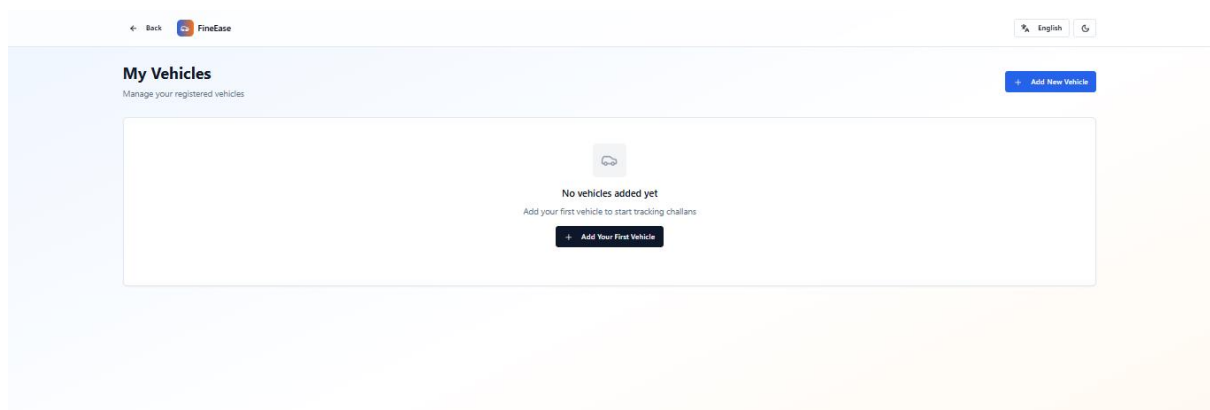 ← Back FineEase English
My Vehicles
Manage your registered vehicles
+ Add New Vehicle
No vehicles added yet
Add your first vehicle to start tracking challans
+ Add Your First Vehicle